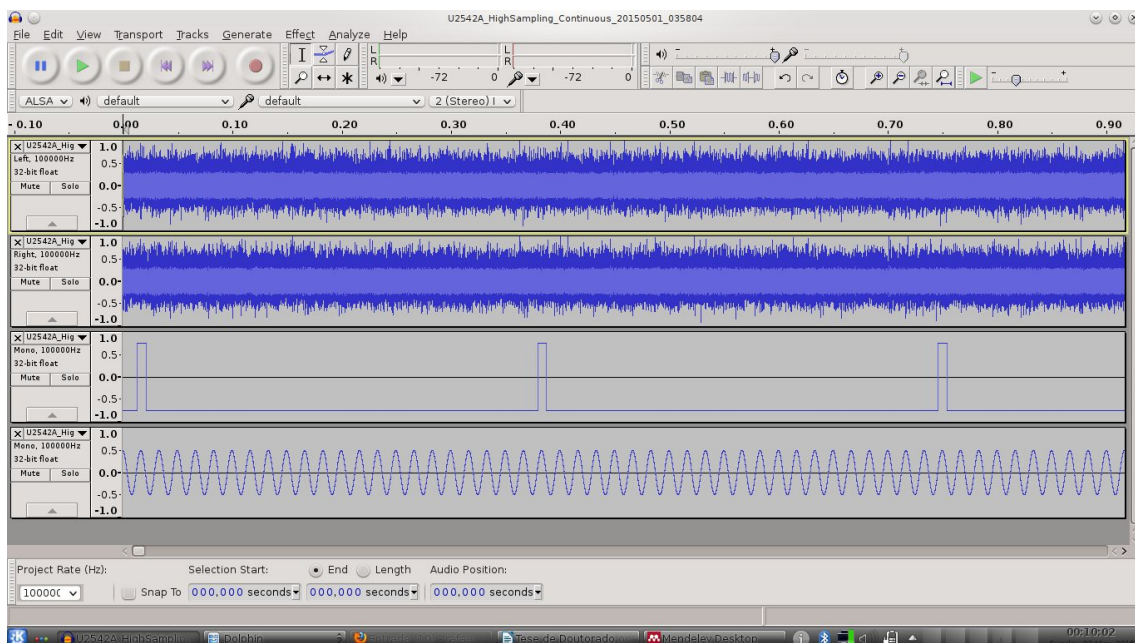 U2542A_HighSampling_Continuous_20150501_035804
File Edit View Transport Tracks Generate Effect Analyze Help
L
R
-72 0
L
R
-72 0
ALSA default default 2 (Stereo) I
- 0.10 0.00 0.10 0.20 0.30 0.40 0.50 0.60 0.70 0.80 0.90
U2542A_Hig
Left, 100000Hz
32-bit float
Mute Solo
1.0
0.5
0.0
-0.5
-1.0
U2542A_Hig
Right, 100000Hz
32-bit float
Mute Solo
1.0
0.5
0.0
-0.5
-1.0
U2542A_Hig
Mono, 100000Hz
32-bit float
Mute Solo
1.0
0.5
0.0
-0.5
-1.0
U2542A_Hig
Mono, 100000Hz
32-bit float
Mute Solo
1.0
0.5
0.0
-0.5
-1.0
Project Rate (Hz): Selection Start: End Length Audio Position:
100000 Snap To 000,000 seconds 000,000 seconds 000,000 seconds
U2542A_HighSamplin Dolphin Tese de Doutorado Mendeley Desktop 00:10:02